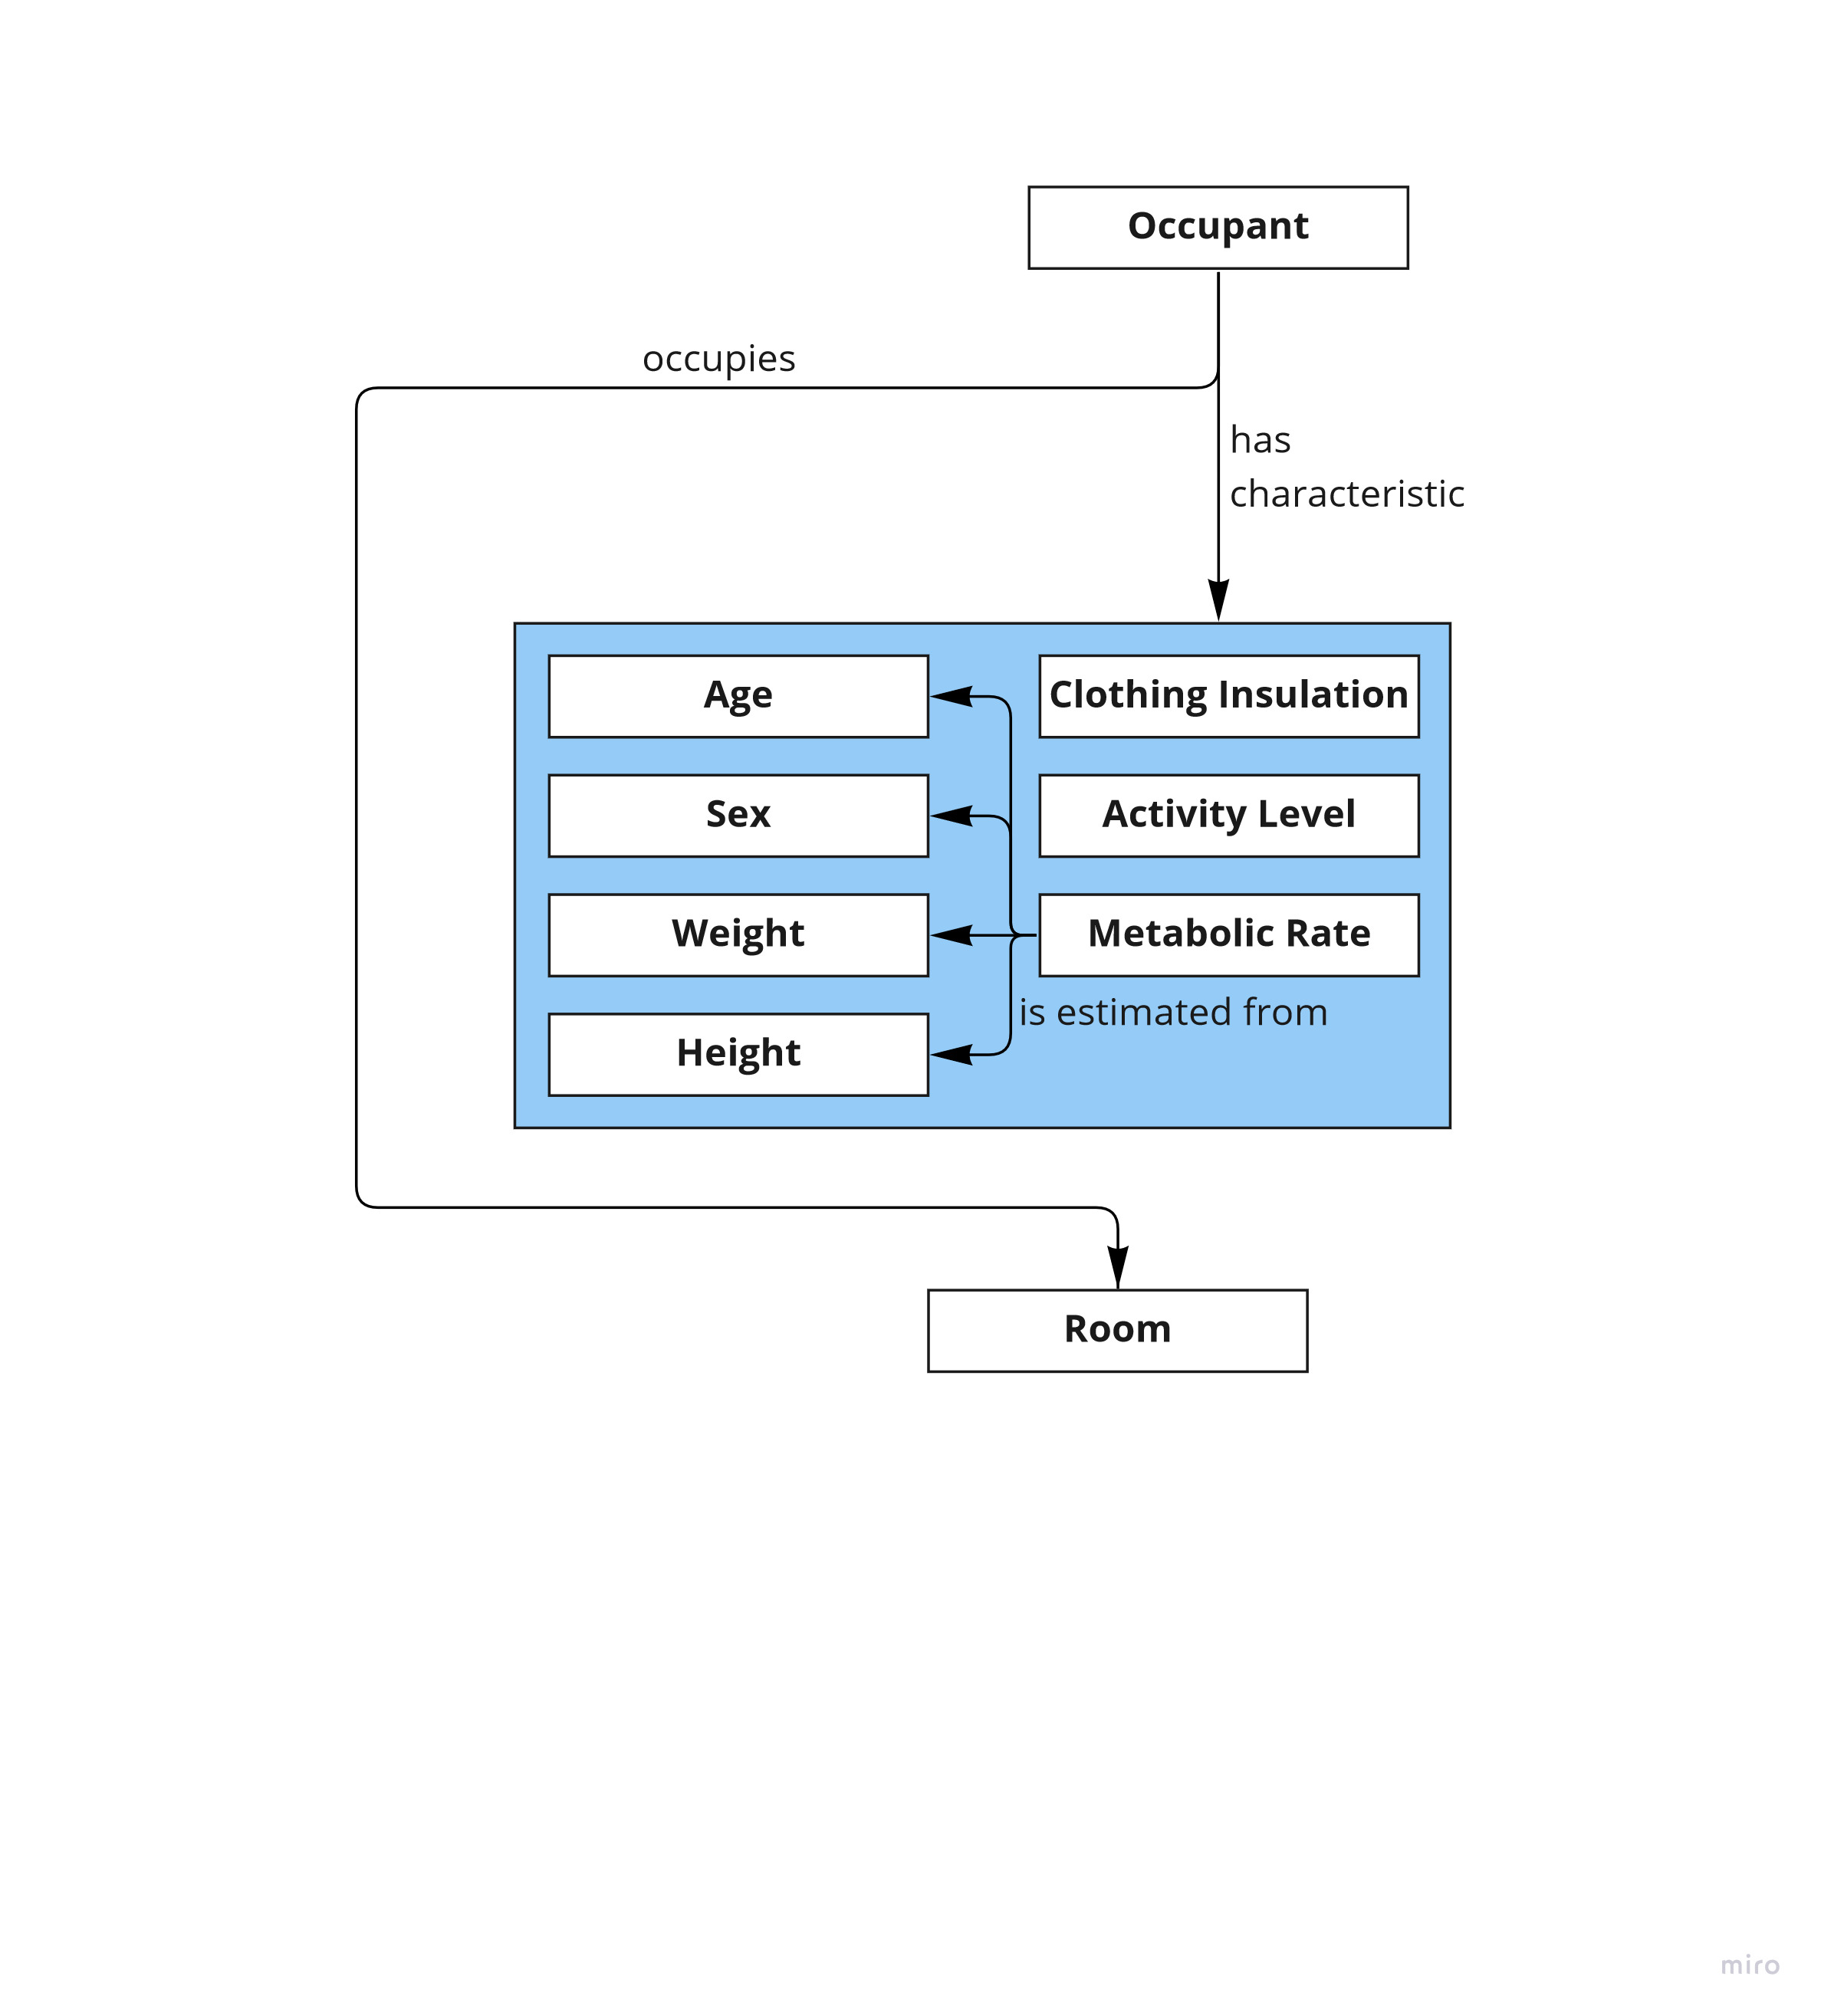 Occupant
occupies
has
characteristic
Age
Clothing Insulation
Sex
Activity Level
Weight
Metabolic Rate
is estimated from
Height
Room
miro